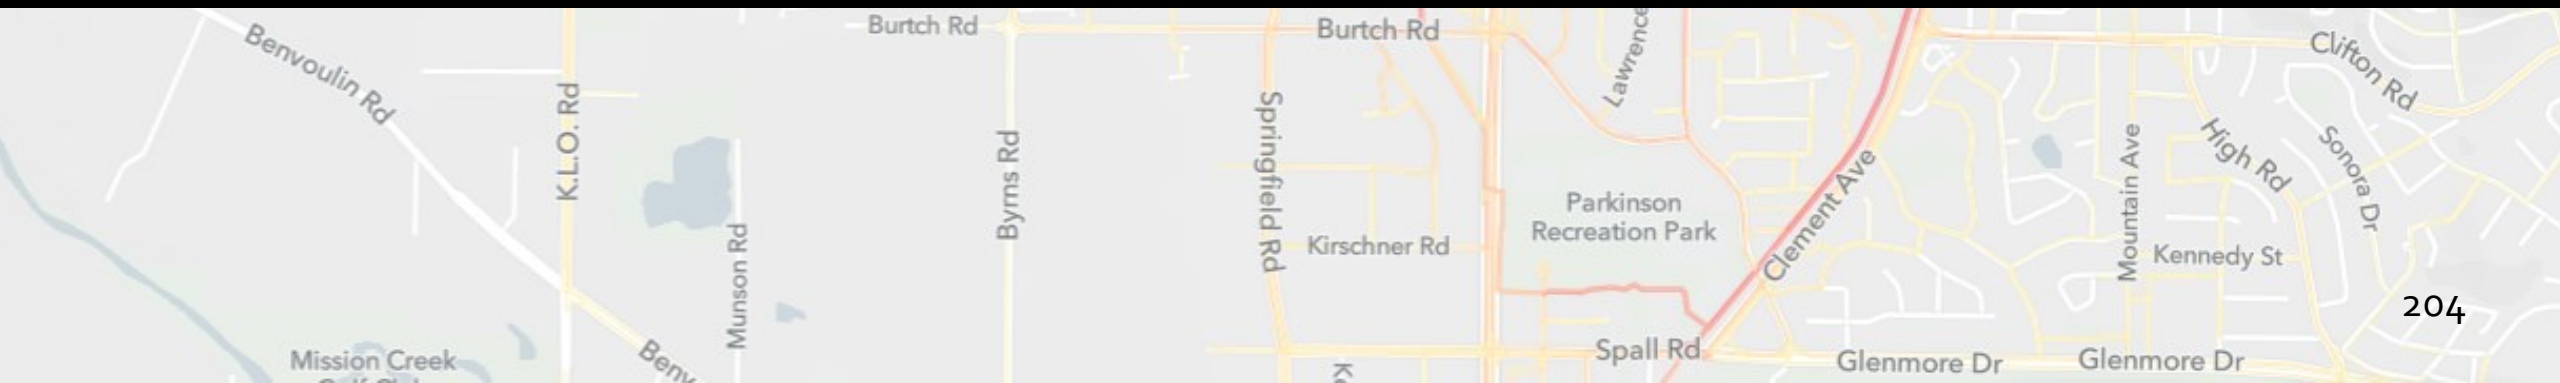 Burtch Rd
Burtch Rd
Lawrence
Clifton Rd
Benvoulin Rd
K.L.O. Rd
Byrns Rd
Springfield Rd
Parkinson
Recreation Park
Clement Ave
Mountain Ave
High Rd
Sonora Dr
Kirschner Rd
Kennedy St
Munson Rd
204
Mission Creek
Spall Rd
Glenmore Dr
Glenmore Dr
Benv